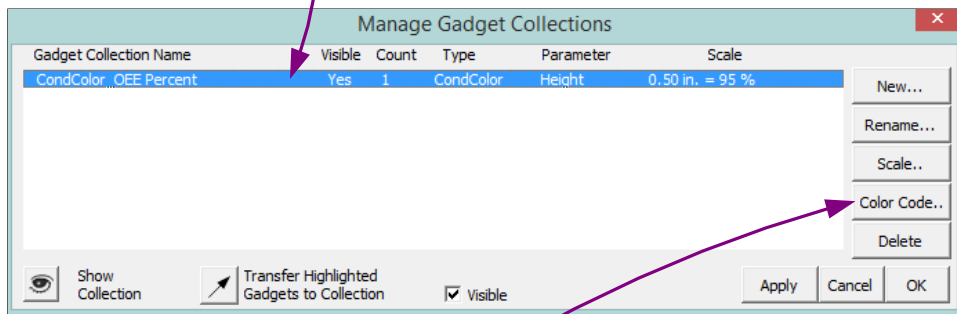 Manage Gadget Collections
Gadget Collection Name Visible Count Type Parameter Scale
CondColor_OEE Percent Yes 1 CondColor Height 0.50 in. = 95 %
New...
Rename...
Scale..
Color Code..
Delete
Show
Collection
Transfer Highlighted
Gadgets to Collection
Visible
Apply
Cancel
OK